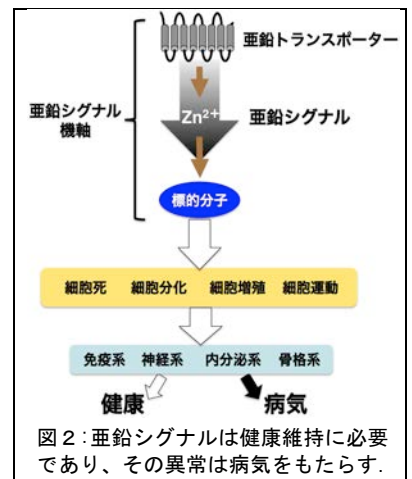 亜鉛トランスポーター
Zn²⁺
亜鉛シグナル
亜鉛シグナル
機軸
標的分子
細胞死 細胞分化 細胞増殖 細胞運動
免疫系 神経系 内分泌系 骨格系
健康 病気
図２:亜鉛シグナルは健康維持に必要
であり、その異常は病気をもたらす.